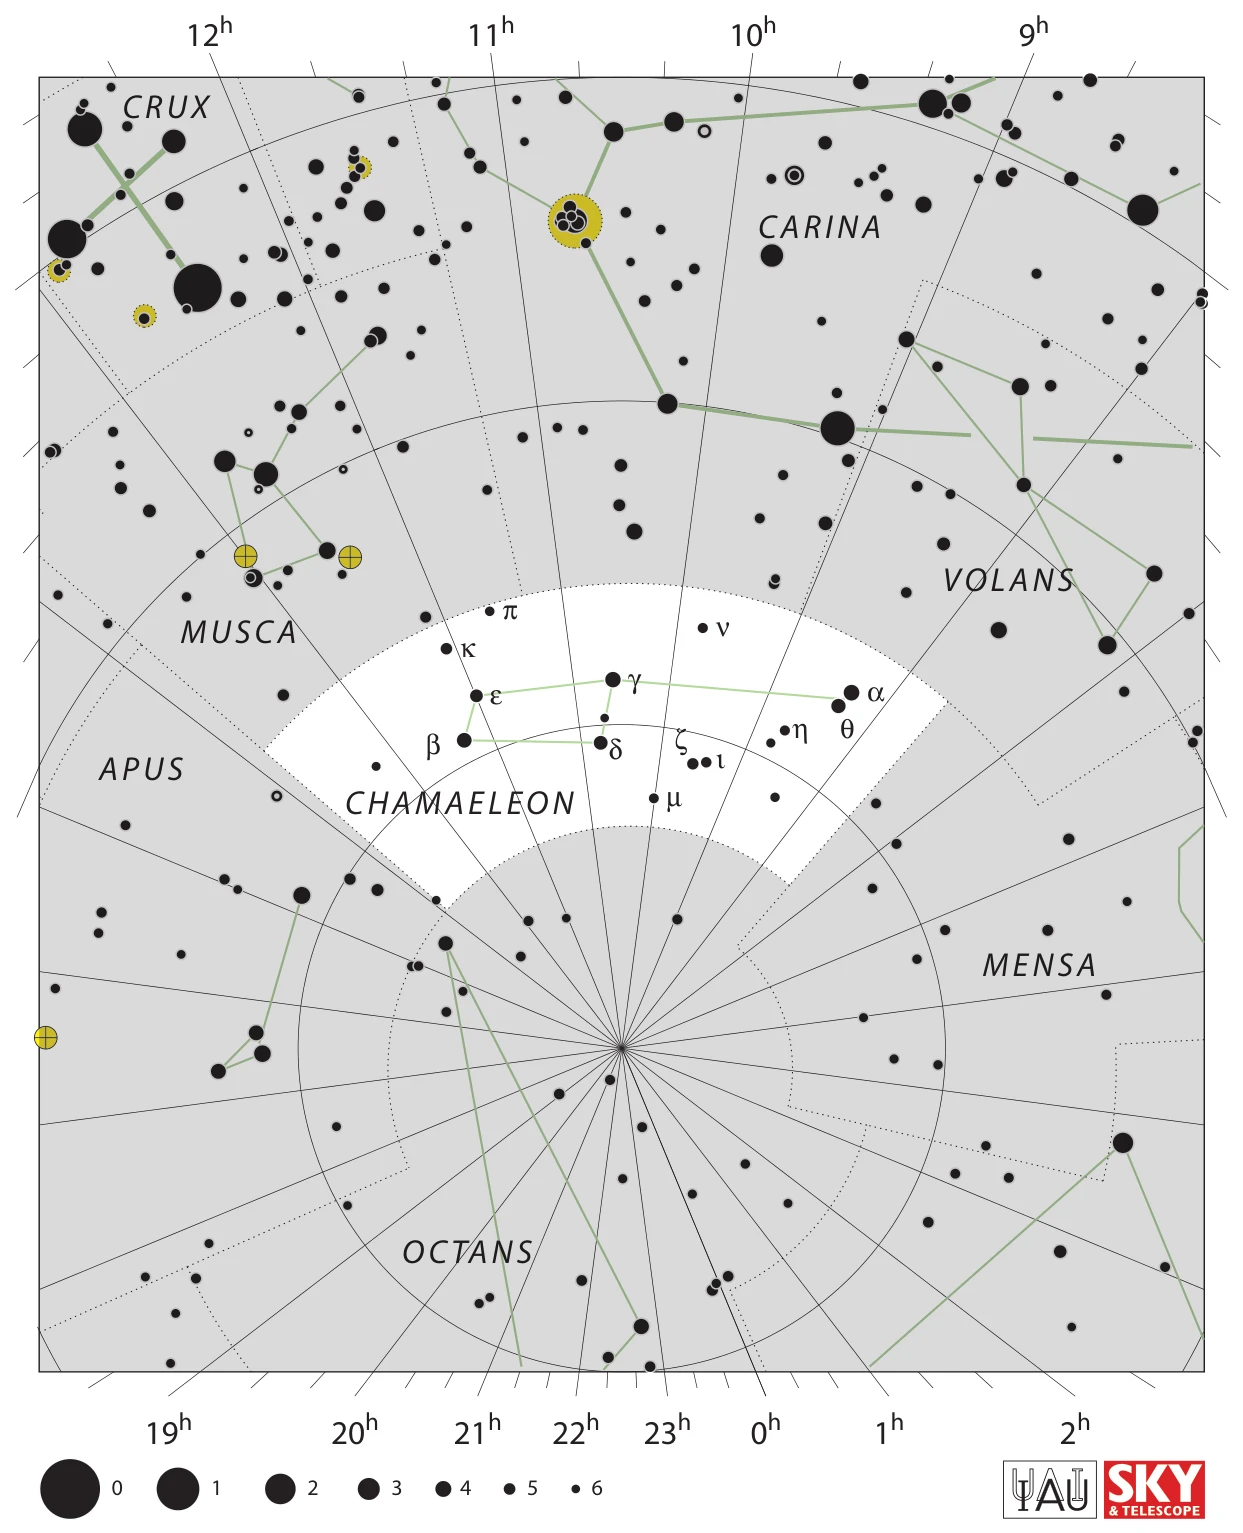 12h 11h 10h 9h
CRUX
CARINA
VOLANS
π
ν
MUSCA
κ
ε γ α
β δ ζ η θ
ι
APUS
CHAMAELEON μ
MENSA
OCTANS
19h 20h 21h 22h 23h 0h 1h 2h
0 1 2 3 4 5 6
IAU SKY
& TELESCOPE